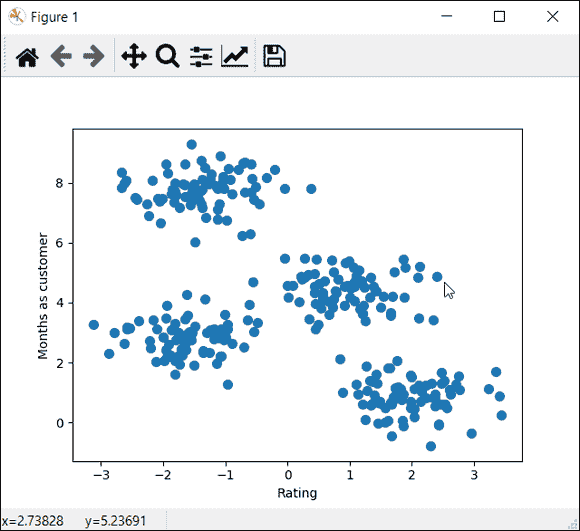 Figure 1
8
6
4
2
0
Months as customer
−3 −2 −1 0 1 2 3
Rating
x=2.73828 y=5.23691